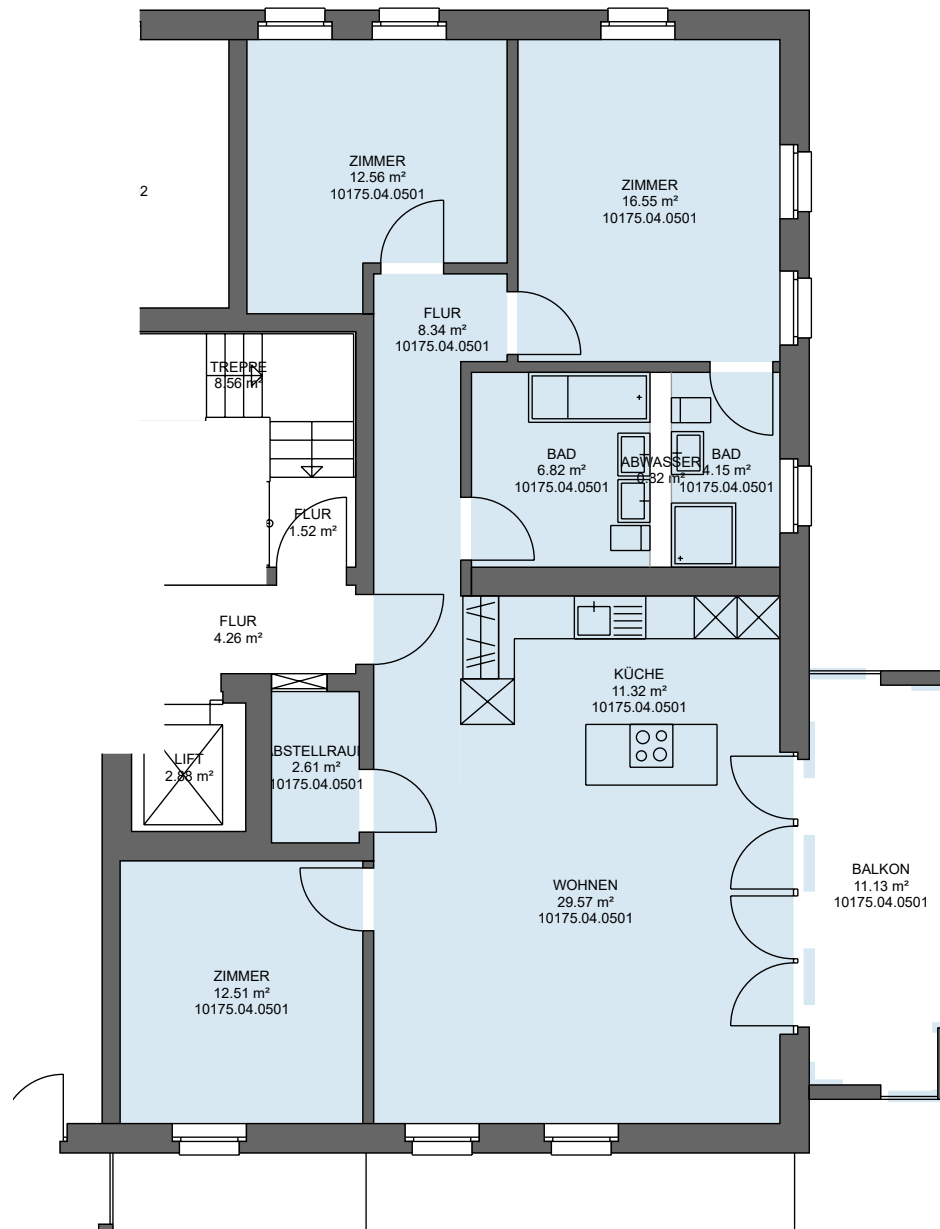 ZIMMER
12.56 m²
10175.04.0501
ZIMMER
16.55 m²
10175.04.0501
2
FLUR
8.34 m²
10175.04.0501
TREPPE
8.56 m²
BAD
6.82 m²
10175.04.0501
ABWASSER
0.32 m²
BAD
4.15 m²
10175.04.0501
FLUR
1.52 m²
FLUR
4.26 m²
KÜCHE
11.32 m²
10175.04.0501
LIFT
2.88 m²
ABSTELLRAU
2.61 m²
10175.04.0501
WOHNEN
29.57 m²
10175.04.0501
BALKON
11.13 m²
10175.04.0501
ZIMMER
12.51 m²
10175.04.0501